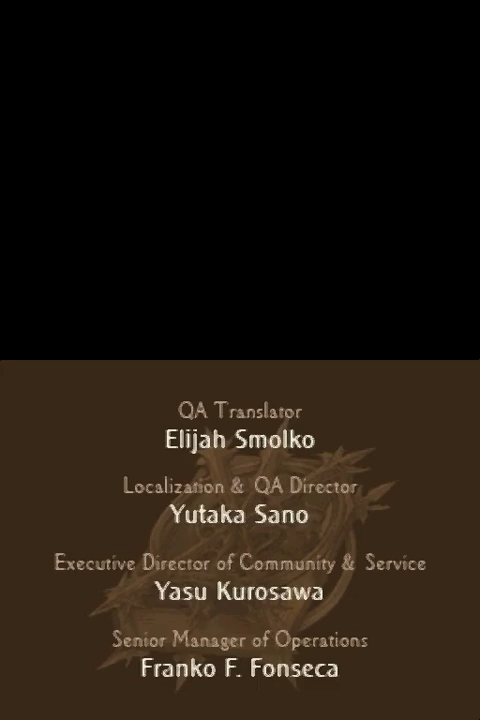 QA Translator
Elijah Smolko
Localization & QA Director
Yutaka Sano
Executive Director of Community & Service
Yasu Kurosawa
Senior Manager of Operations
Franko F. Fonseca